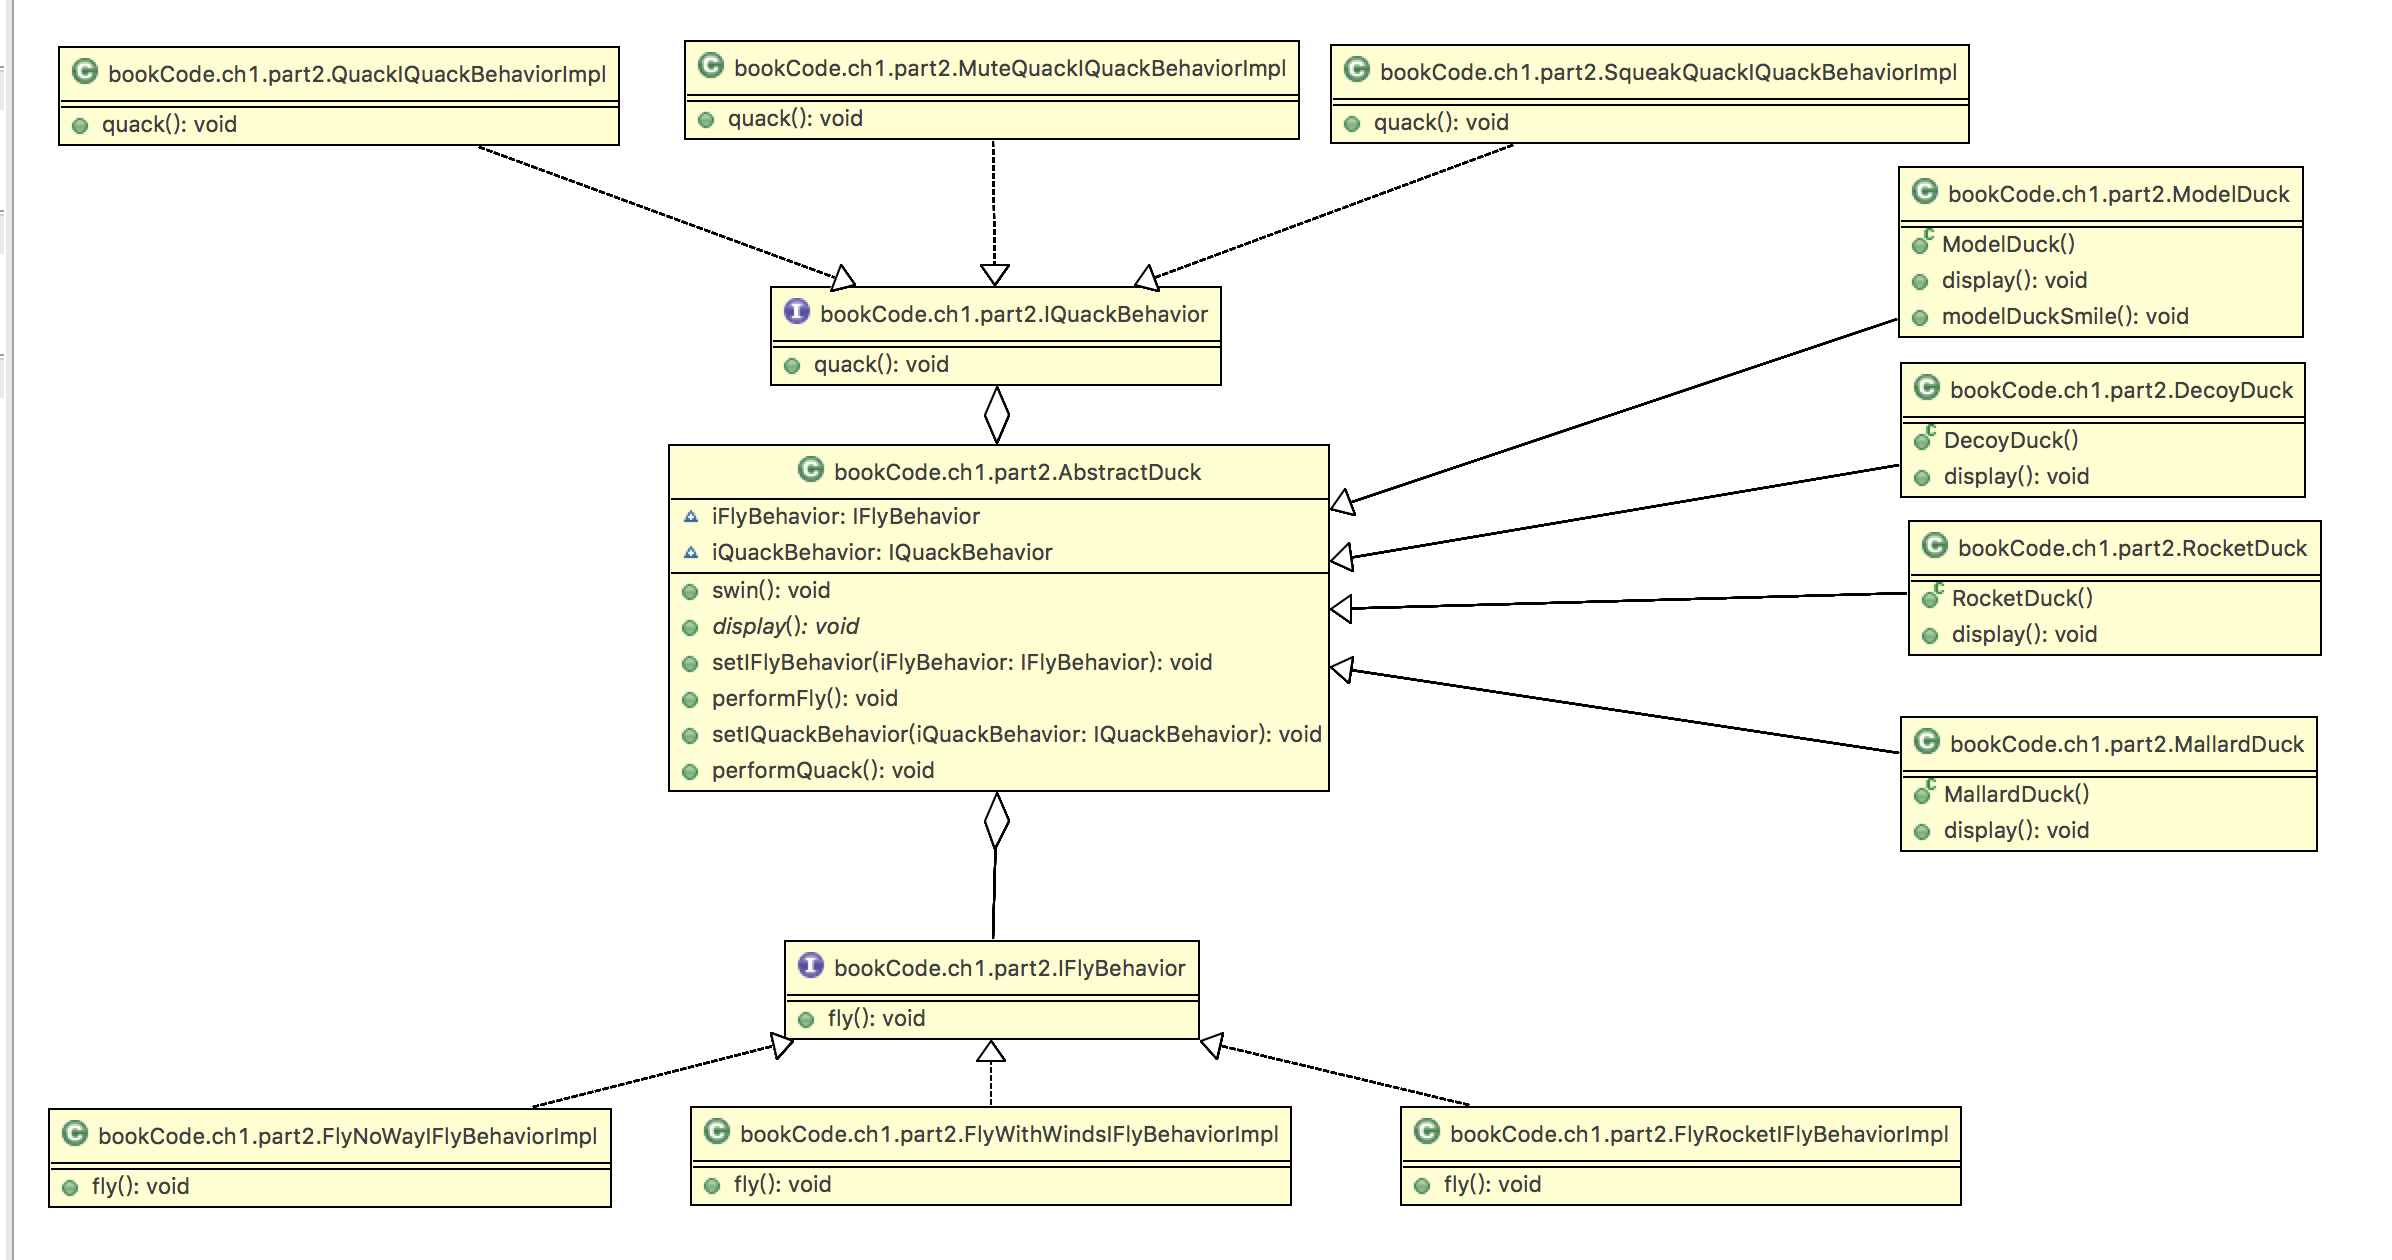 bookCode.ch1.part2.QuackIQuackBehaviorImpl
quack(): void
bookCode.ch1.part2.MuteQuackIQuackBehaviorImpl
quack(): void
bookCode.ch1.part2.SqueakQuackIQuackBehaviorImpl
quack(): void
bookCode.ch1.part2.IQuackBehavior
quack(): void
bookCode.ch1.part2.AbstractDuck
iFlyBehavior: IFlyBehavior
iQuackBehavior: IQuackBehavior
swin(): void
display(): void
setIFlyBehavior(iFlyBehavior: IFlyBehavior): void
performFly(): void
setIQuackBehavior(iQuackBehavior: IQuackBehavior): void
performQuack(): void
bookCode.ch1.part2.ModelDuck
ModelDuck()
display(): void
modelDuckSmile(): void
bookCode.ch1.part2.DecoyDuck
DecoyDuck()
display(): void
bookCode.ch1.part2.RocketDuck
RocketDuck()
display(): void
bookCode.ch1.part2.MallardDuck
MallardDuck()
display(): void
bookCode.ch1.part2.IFlyBehavior
fly(): void
bookCode.ch1.part2.FlyNoWayIFlyBehaviorImpl
fly(): void
bookCode.ch1.part2.FlyWithWindsIFlyBehaviorImpl
fly(): void
bookCode.ch1.part2.FlyRocketIFlyBehaviorImpl
fly(): void